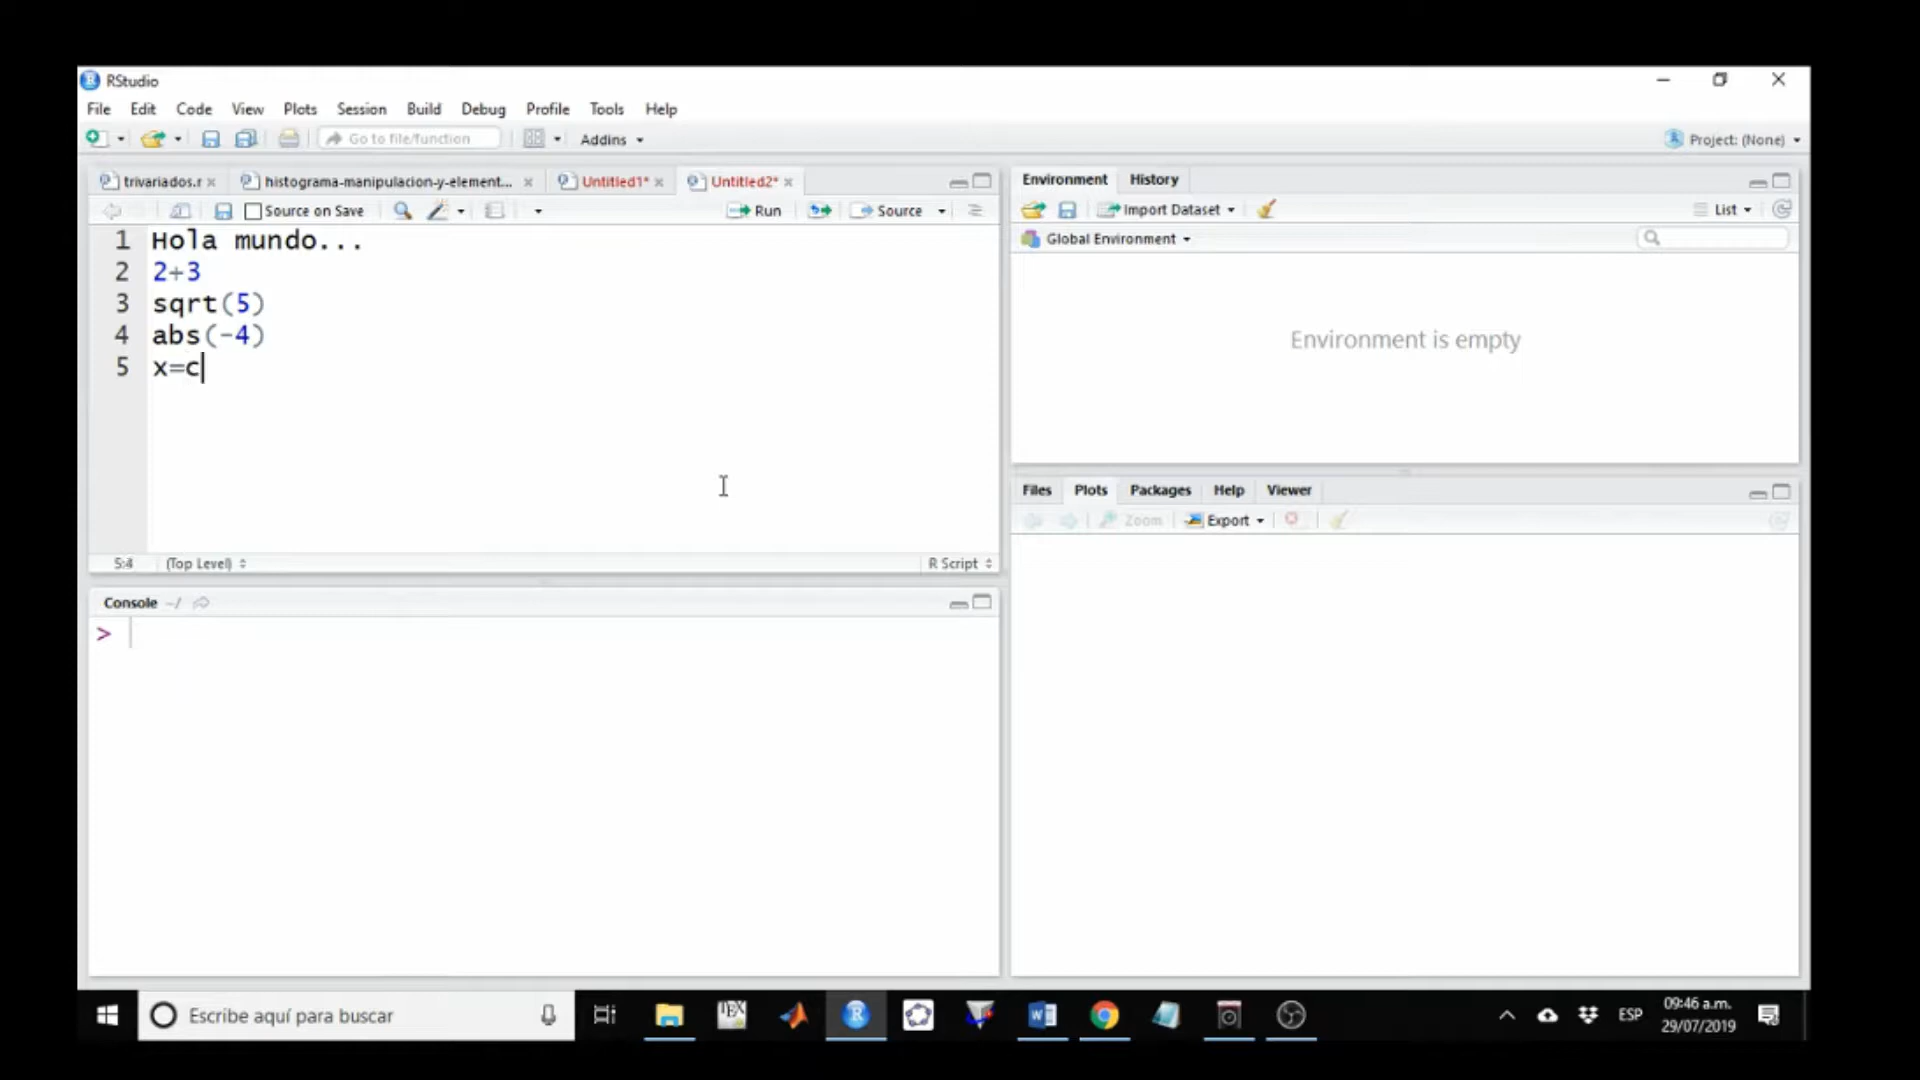 RStudio
File Edit Code View Plots Session Build Debug Profile Tools Help
Go to file/function Addins Project: (None)
trivariados.r histograma-manipulacion-y-element... Untitled1* Untitled2*
Source on Save Run Source
1 Hola mundo...
2 2+3
3 sqrt(5)
4 abs(-4)
5 x=c
5:4 (Top Level) R Script
Console ~/
>
Environment History
Import Dataset List
Global Environment
Environment is empty
Files Plots Packages Help Viewer
Zoom Export
Escribe aquí para buscar
TEX
R
ESP
09:46 a.m.
29/07/2019